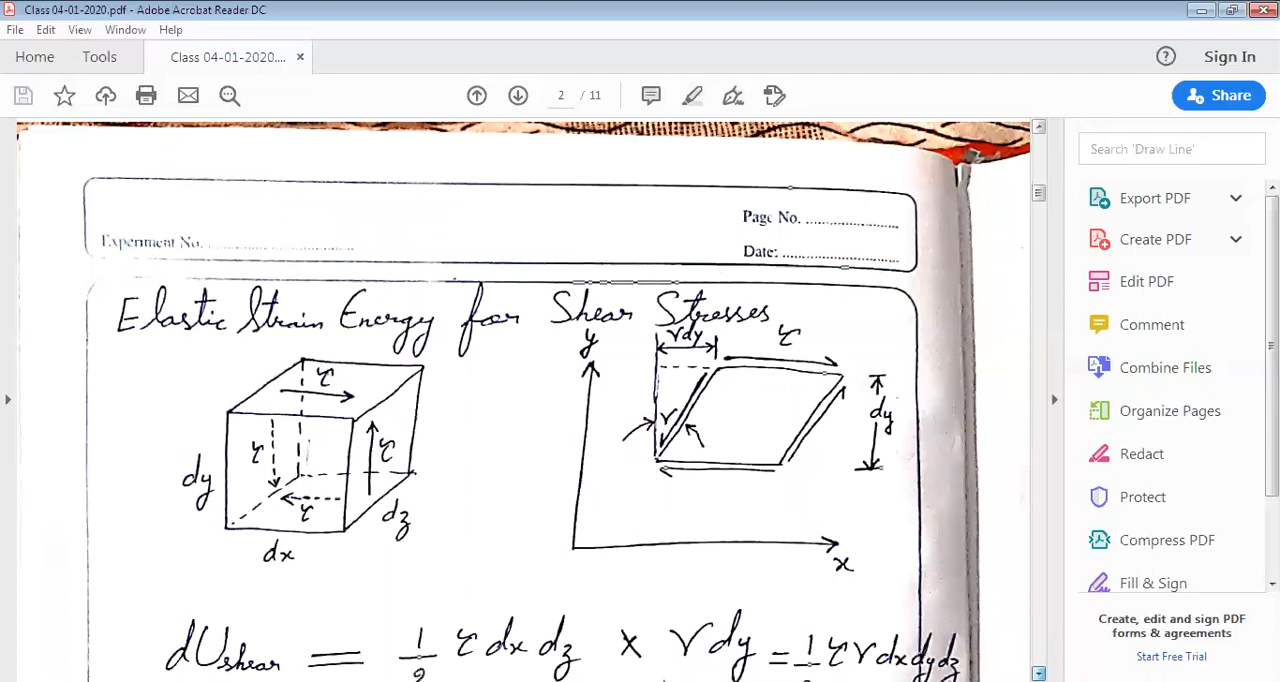 Class 04-01-2020.pdf - Adobe Acrobat Reader DC
File Edit View Window Help
Home Tools Class 04-01-2020.... × Sign In
2 / 11 Share
Search 'Draw Line'
Export PDF
Create PDF
Edit PDF
Comment
Combine Files
Organize Pages
Redact
Protect
Compress PDF
Fill & Sign
Create, edit and sign PDF
forms & agreements
Start Free Trial
Page No. ....................
Experiment No. ................................
Date: .........................
Elastic Strain Energy for Shear Stresses
τ
τ
τ
τ
dy
dx
dz
y
γdy
τ
γ
dy
x
dUshear = 1/2 τ dx dz × γ dy = 1/2 τ γ dx dy dz